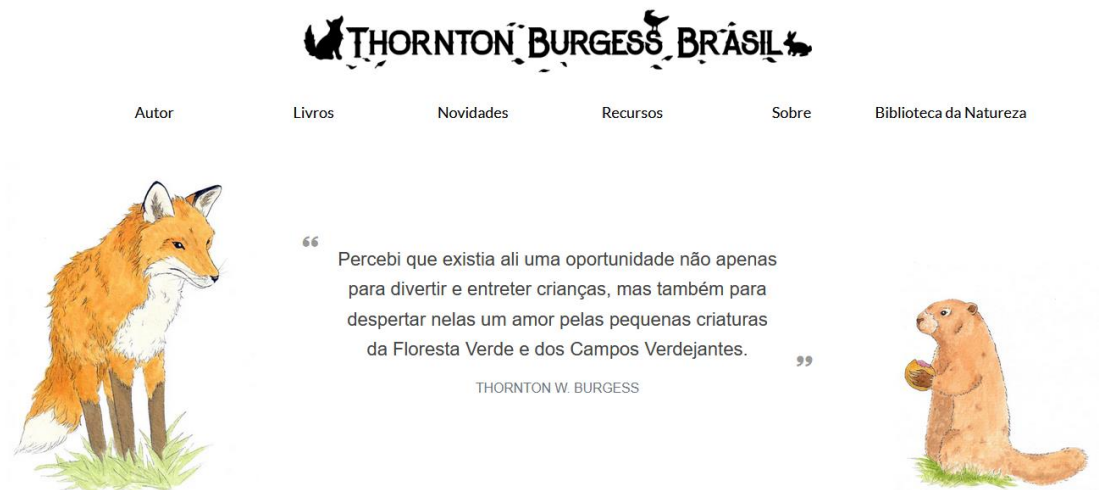 THORNTON BURGESS BRASIL
Autor
Livros
Novidades
Recursos
Sobre
Biblioteca da Natureza
“
Percebi que existia ali uma oportunidade não apenas
para divertir e entreter crianças, mas também para
despertar nelas um amor pelas pequenas criaturas
da Floresta Verde e dos Campos Verdejantes.
”
THORNTON W. BURGESS